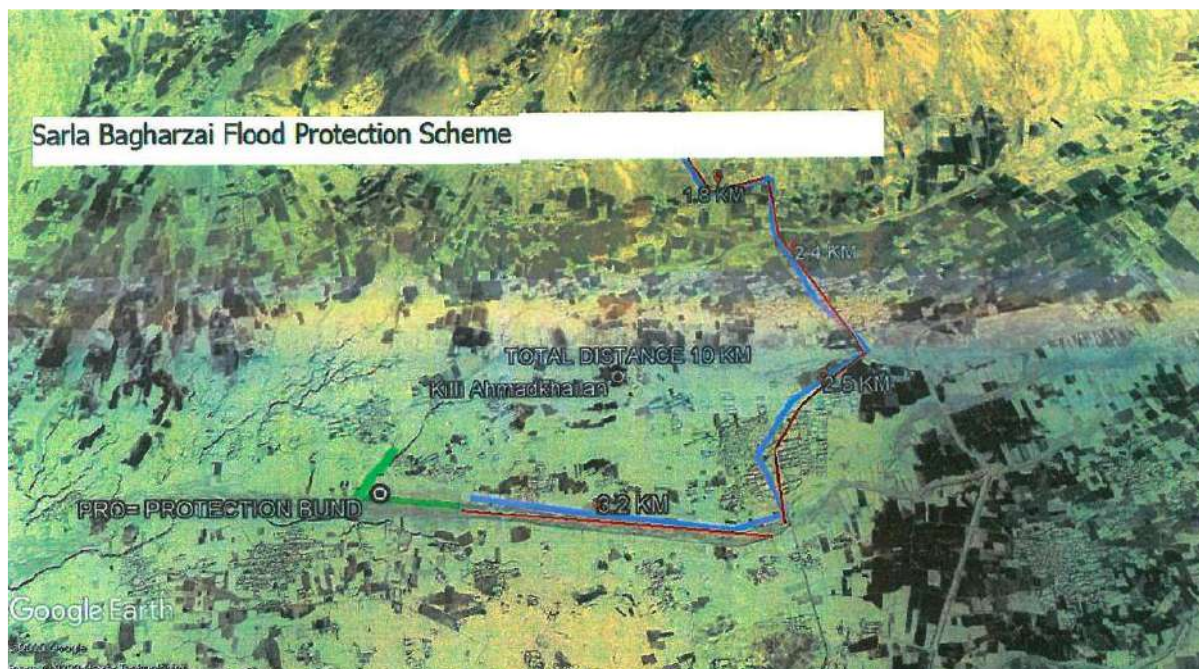 Sarla Bagharzai Flood Protection Scheme
1.8 KM
2.4 KM
TOTAL DISTANCE 10 KM
2.5 KM
Killi Ahmadkhailan
3.2 KM
PRO= PROTECTION BUND
Google Earth